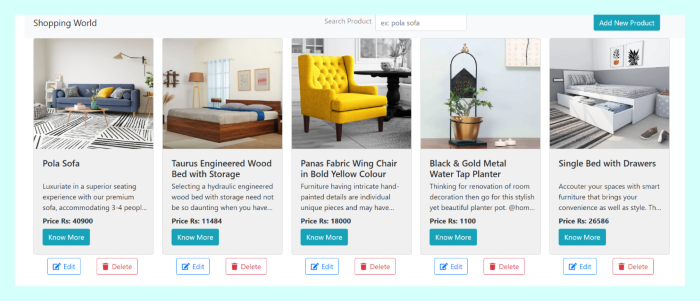 Shopping World
Search Product
ex: pola sofa
Add New Product
Pola Sofa
Luxuriate in a superior seating
experience with our premium
sofa, accommodating 3-4 peopl...
Price Rs: 40900
Know More
Edit
Delete
Taurus Engineered Wood
Bed with Storage
Selecting a hydraulic engineered
wood bed with storage need not
be so daunting when you have...
Price Rs: 11484
Know More
Edit
Delete
Panas Fabric Wing Chair
in Bold Yellow Colour
Furniture having intricate hand-
painted details are individual
unique pieces and may have...
Price Rs: 18000
Know More
Edit
Delete
Black & Gold Metal
Water Tap Planter
Thinking for renovation of room
decoration then go for this stylish
yet beautiful planter pot. @hom...
Price Rs: 1100
Know More
Edit
Delete
Single Bed with Drawers
Accouter your spaces with smart
furniture that brings your
convenience as well as style. Th...
Price Rs: 26586
Know More
Edit
Delete